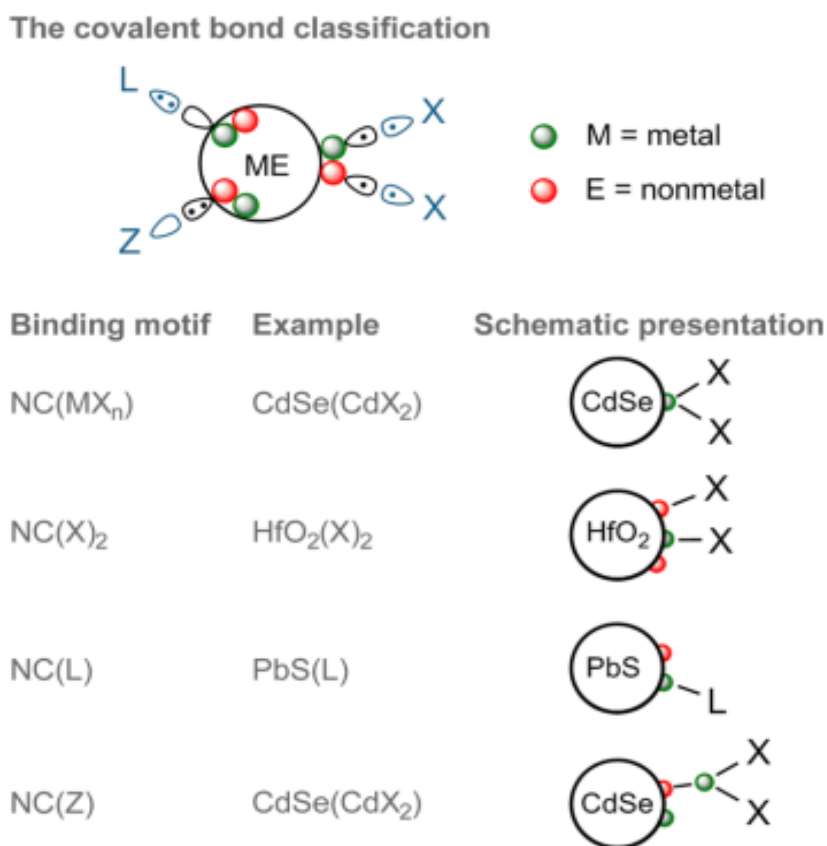 The covalent bond classification
L
X
ME
M = metal
E = nonmetal
Z
X
Binding motif Example Schematic presentation
X
NC(MXₙ) CdSe(CdX₂) CdSe
X
X
NC(X)₂ HfO₂(X)₂ HfO₂ X
NC(L) PbS(L) PbS
L
X
NC(Z) CdSe(CdX₂) CdSe
X